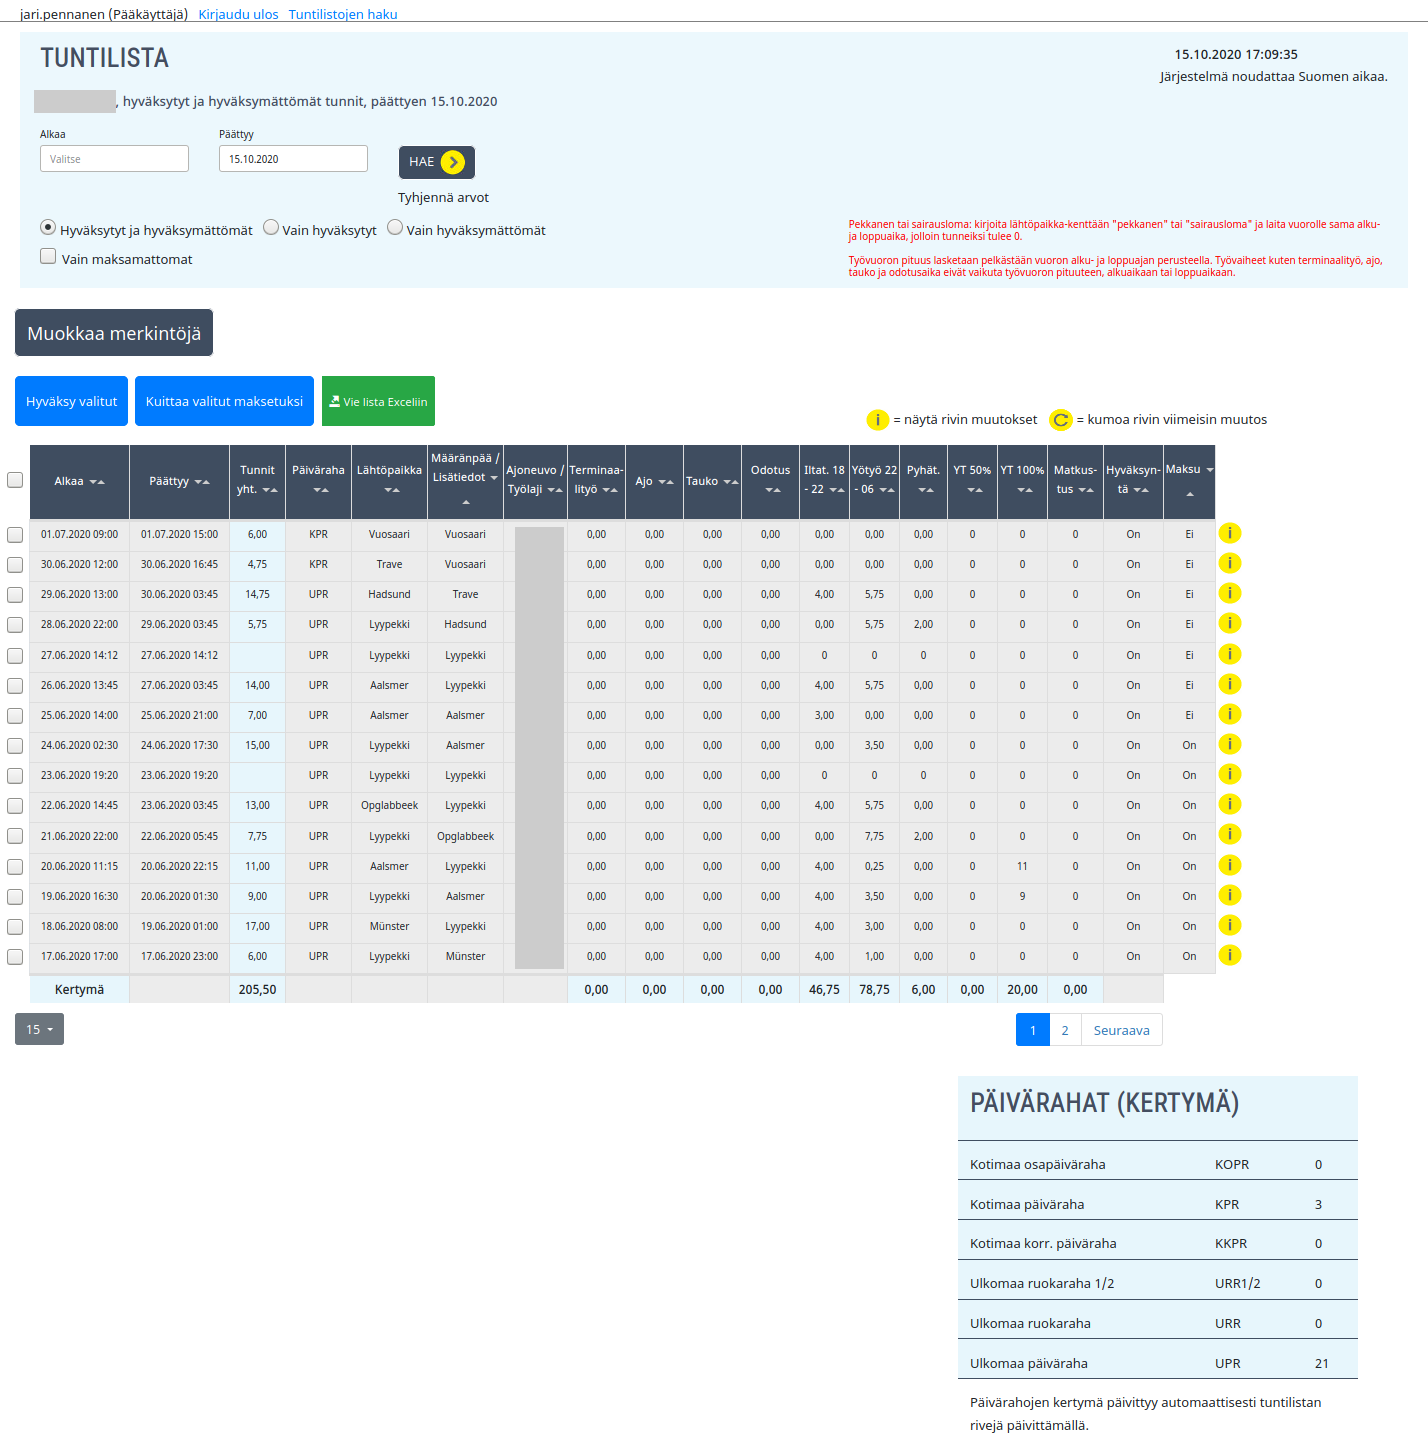 jari.pennanen (Pääkäyttäjä) Kirjaudu ulos Tuntilistojen haku
TUNTILISTA
15.10.2020 17:09:35
Järjestelmä noudattaa Suomen aikaa.
, hyväksytyt ja hyväksymättömät tunnit, päättyen 15.10.2020
Alkaa Päättyy
Valitse 15.10.2020 HAE
Tyhjennä arvot
Hyväksytyt ja hyväksymättömät Vain hyväksytyt Vain hyväksymättömät
Vain maksamattomat
Pekkanen tai sairausloma: kirjoita lähtöpaikka-kenttään "pekkanen" tai "sairausloma" ja laita vuorolle sama alku-
ja loppuaika, jolloin tunneiksi tulee 0.
Työvuoron pituus lasketaan pelkästään vuoron alku- ja loppuajan perusteella. Työvaiheet kuten terminaalityö, ajo,
tauko ja odotusaika eivät vaikuta työvuoron pituuteen, alkuaikaan tai loppuaikaan.
Muokkaa merkintöjä
Hyväksy valitut Kuittaa valitut maksetuksi Vie lista Exceliin
i = näytä rivin muutokset = kumoa rivin viimeisin muutos
Alkaa Päättyy Tunnit yht. Päiväraha Lähtöpaikka Määränpää / Lisätiedot Ajoneuvo / Työlaji Terminaa-lityö Ajo Tauko Odotus Iltat. 18 - 22 Yötyö 22 - 06 Pyhät. YT 50% YT 100% Matkus-tus Hyväksyn-tä Maksu
01.07.2020 09:00 01.07.2020 15:00 6,00 KPR Vuosaari Vuosaari 0,00 0,00 0,00 0,00 0,00 0,00 0,00 0 0 0 On Ei i
30.06.2020 12:00 30.06.2020 16:45 4,75 KPR Trave Vuosaari 0,00 0,00 0,00 0,00 0,00 0,00 0,00 0 0 0 On Ei i
29.06.2020 13:00 30.06.2020 03:45 14,75 UPR Hadsund Trave 0,00 0,00 0,00 0,00 4,00 5,75 0,00 0 0 0 On Ei i
28.06.2020 22:00 29.06.2020 03:45 5,75 UPR Lyypekki Hadsund 0,00 0,00 0,00 0,00 0,00 5,75 2,00 0 0 0 On Ei i
27.06.2020 14:12 27.06.2020 14:12 UPR Lyypekki Lyypekki 0,00 0,00 0,00 0,00 0 0 0 0 0 0 On Ei i
26.06.2020 13:45 27.06.2020 03:45 14,00 UPR Aalsmer Lyypekki 0,00 0,00 0,00 0,00 4,00 5,75 0,00 0 0 0 On Ei i
25.06.2020 14:00 25.06.2020 21:00 7,00 UPR Aalsmer Aalsmer 0,00 0,00 0,00 0,00 3,00 0,00 0,00 0 0 0 On Ei i
24.06.2020 02:30 24.06.2020 17:30 15,00 UPR Lyypekki Aalsmer 0,00 0,00 0,00 0,00 0,00 3,50 0,00 0 0 0 On On i
23.06.2020 19:20 23.06.2020 19:20 UPR Lyypekki Lyypekki 0,00 0,00 0,00 0,00 0 0 0 0 0 0 On On i
22.06.2020 14:45 23.06.2020 03:45 13,00 UPR Opglabbeek Lyypekki 0,00 0,00 0,00 0,00 4,00 5,75 0,00 0 0 0 On On i
21.06.2020 22:00 22.06.2020 05:45 7,75 UPR Lyypekki Opglabbeek 0,00 0,00 0,00 0,00 0,00 7,75 2,00 0 0 0 On On i
20.06.2020 11:15 20.06.2020 22:15 11,00 UPR Aalsmer Lyypekki 0,00 0,00 0,00 0,00 4,00 0,25 0,00 0 11 0 On On i
19.06.2020 16:30 20.06.2020 01:30 9,00 UPR Lyypekki Aalsmer 0,00 0,00 0,00 0,00 4,00 3,50 0,00 0 9 0 On On i
18.06.2020 08:00 19.06.2020 01:00 17,00 UPR Münster Lyypekki 0,00 0,00 0,00 0,00 4,00 3,00 0,00 0 0 0 On On i
17.06.2020 17:00 17.06.2020 23:00 6,00 UPR Lyypekki Münster 0,00 0,00 0,00 0,00 4,00 1,00 0,00 0 0 0 On On i
Kertymä 205,50 0,00 0,00 0,00 0,00 46,75 78,75 6,00 0,00 20,00 0,00
15 1 2 Seuraava
PÄIVÄRAHAT (KERTYMÄ)
Kotimaa osapäiväraha KOPR 0
Kotimaa päiväraha KPR 3
Kotimaa korr. päiväraha KKPR 0
Ulkomaa ruokaraha 1/2 URR1/2 0
Ulkomaa ruokaraha URR 0
Ulkomaa päiväraha UPR 21
Päivärahojen kertymä päivittyy automaattisesti tuntilistan
rivejä päivittämällä.